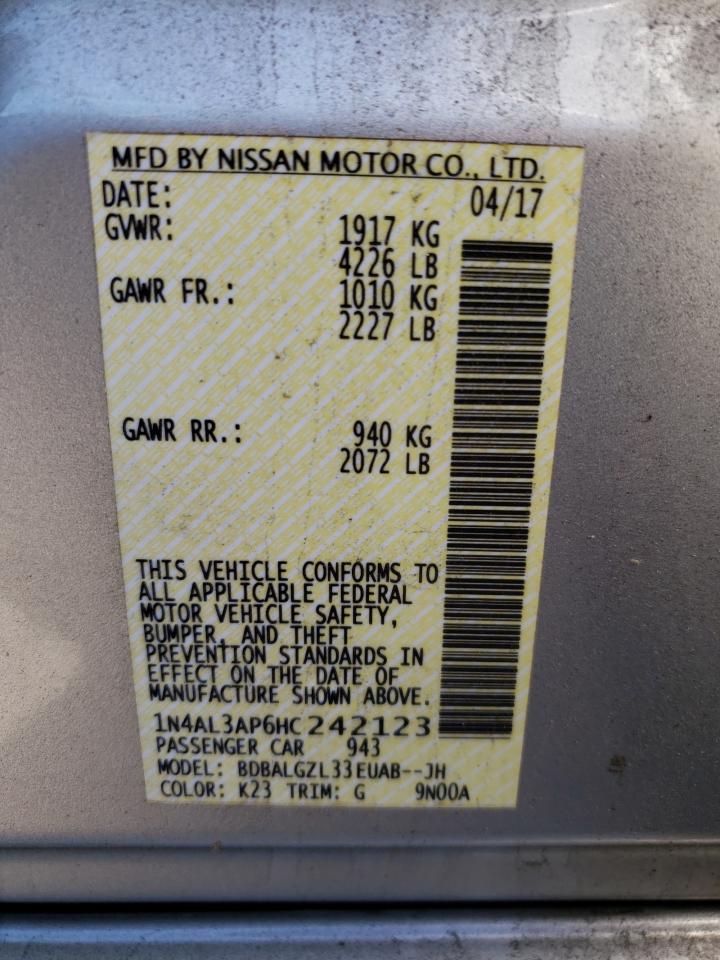 MFD BY NISSAN MOTOR CO., LTD.
DATE: 04/17
GVWR: 1917 KG
4226 LB
GAWR FR.: 1010 KG
2227 LB
GAWR RR.: 940 KG
2072 LB
THIS VEHICLE CONFORMS TO
ALL APPLICABLE FEDERAL
MOTOR VEHICLE SAFETY,
BUMPER, AND THEFT
PREVENTION STANDARDS IN
EFFECT ON THE DATE OF
MANUFACTURE SHOWN ABOVE.
1N4AL3AP6HC242123
PASSENGER CAR 943
MODEL: BDBALGZL33EUAB--JH
COLOR: K23 TRIM: G 9N00A